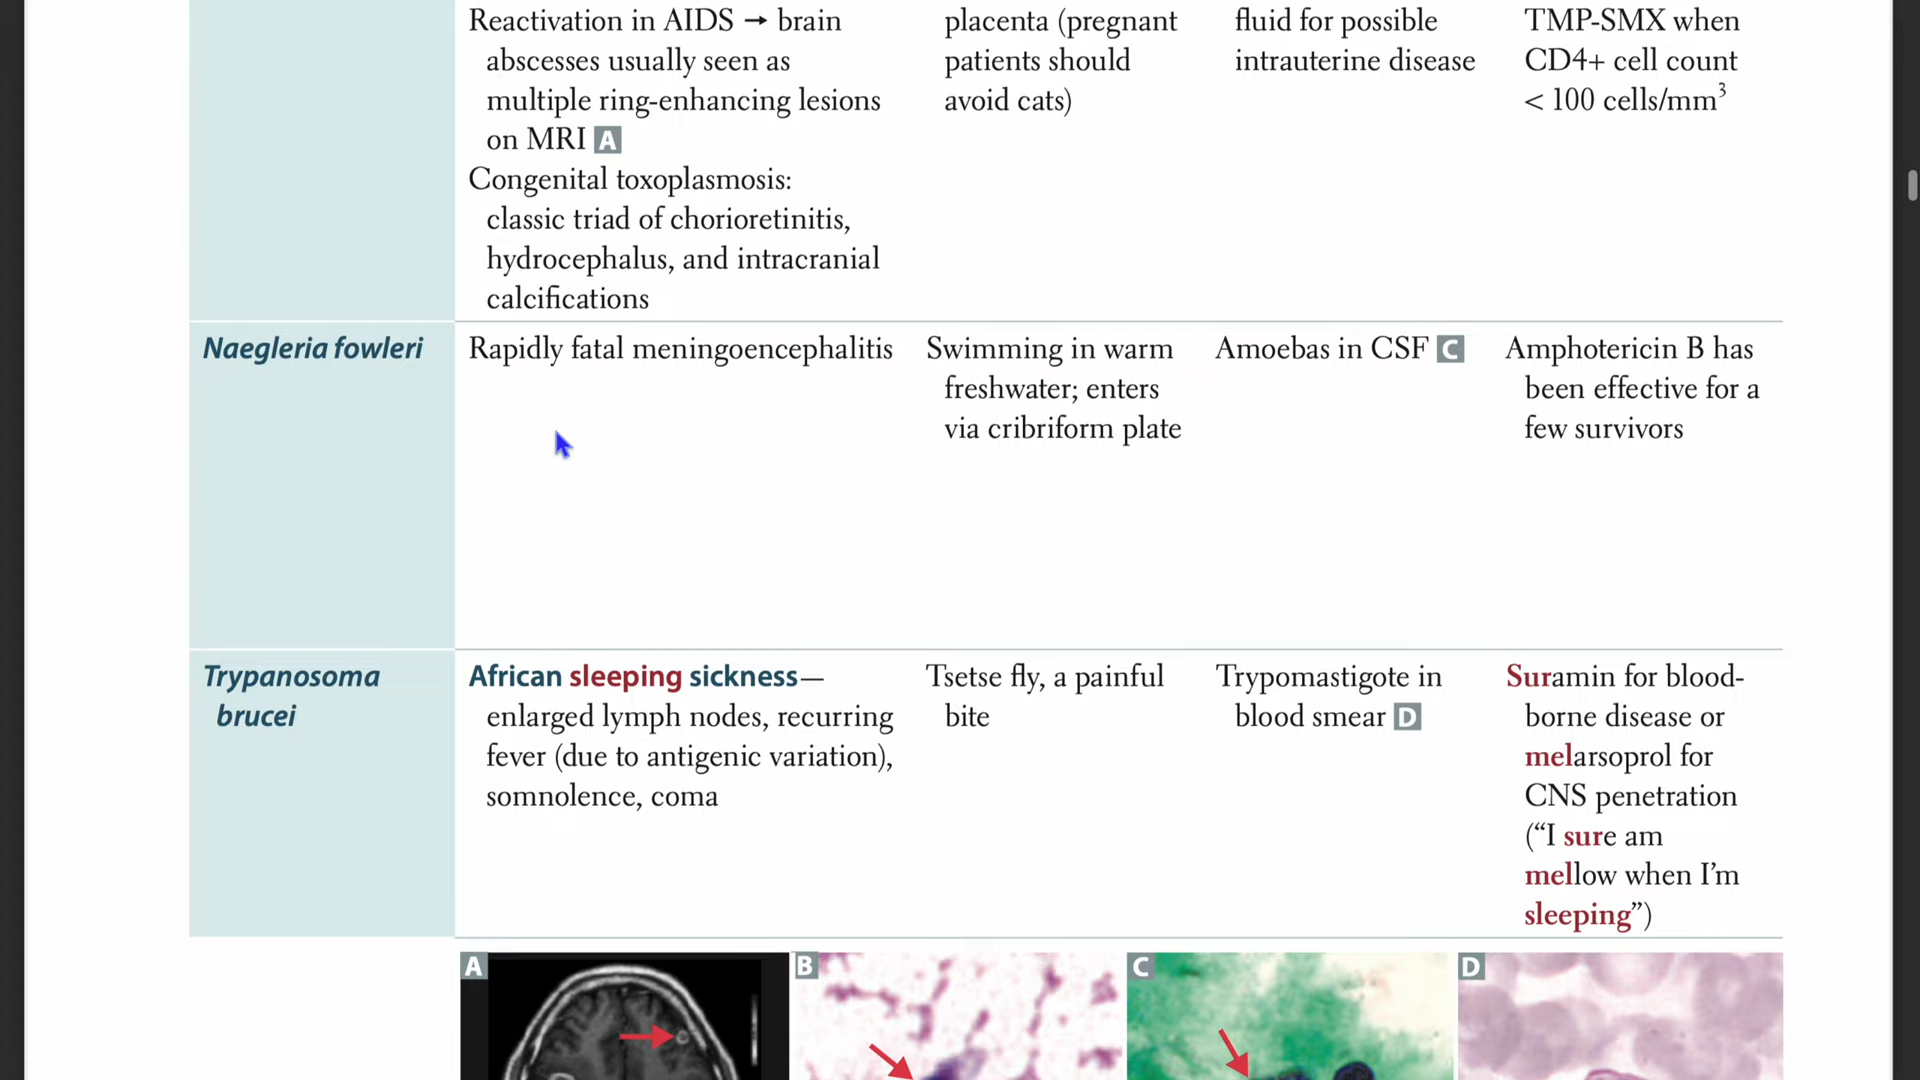 Reactivation in AIDS → brain
abscesses usually seen as
multiple ring-enhancing lesions
on MRI A
Congenital toxoplasmosis:
classic triad of chorioretinitis,
hydrocephalus, and intracranial
calcifications
placenta (pregnant
patients should
avoid cats)
fluid for possible
intrauterine disease
TMP-SMX when
CD4+ cell count
< 100 cells/mm³
Naegleria fowleri
Rapidly fatal meningoencephalitis
Swimming in warm
freshwater; enters
via cribriform plate
Amoebas in CSF C
Amphotericin B has
been effective for a
few survivors
Trypanosoma
brucei
African sleeping sickness—
enlarged lymph nodes, recurring
fever (due to antigenic variation),
somnolence, coma
Tsetse fly, a painful
bite
Trypomastigote in
blood smear D
Suramin for blood-
borne disease or
melarsoprol for
CNS penetration
(“I sure am
mellow when I’m
sleeping”)
A
B
C
D